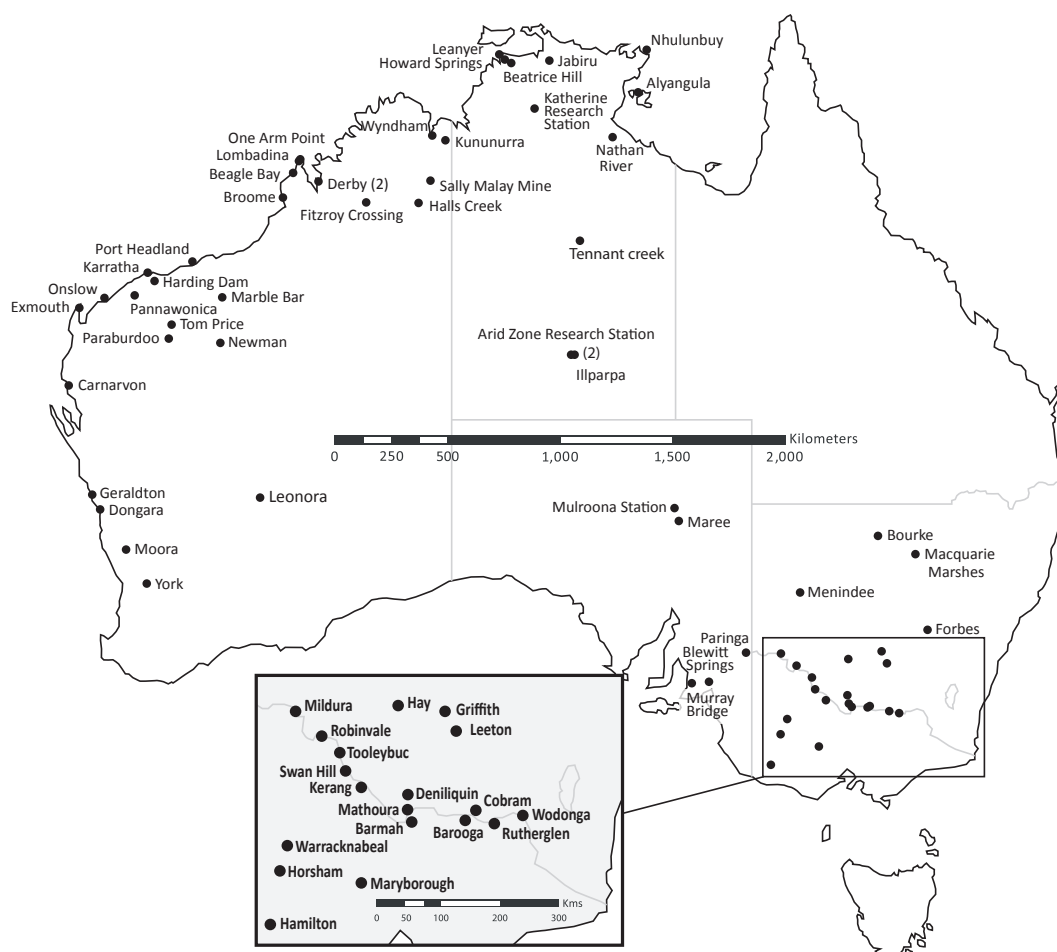 Nhulunbuy
Leanyer
Howard Springs
Jabiru
Beatrice Hill
Alyangula
Katherine
Research
Station
Wyndham
Kununurra
One Arm Point
Lombadina
Beagle Bay
Nathan
River
Derby (2)
Sally Malay Mine
Broome
Halls Creek
Fitzroy Crossing
Port Headland
Tennant creek
Karratha
Harding Dam
Onslow
Marble Bar
Exmouth
Pannawonica
Tom Price
Paraburdoo
Newman
Arid Zone Research Station
(2)
Illparpa
Carnarvon
Kilometers
0 250 500 1,000 1,500 2,000
Geraldton
Leonora
Dongara
Mulroona Station
Maree
Bourke
Moora
Macquarie
Marshes
York
Menindee
Forbes
Paringa
Blewitt
Springs
Murray
Bridge
Mildura
Hay
Griffith
Robinvale
Leeton
Tooleybuc
Swan Hill
Kerang
Deniliquin
Cobram
Mathoura
Wodonga
Barmah
Barooga
Rutherglen
Warracknabeal
Horsham
Maryborough
Kms
0 50 100 200 300
Hamilton